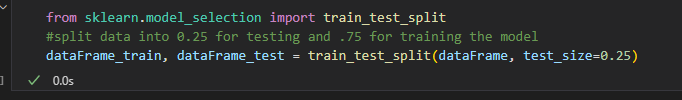 from sklearn.model_selection import train_test_split
#split data into 0.25 for testing and .75 for training the model
dataFrame_train, dataFrame_test = train_test_split(dataFrame, test_size=0.25)
] ✓ 0.0s